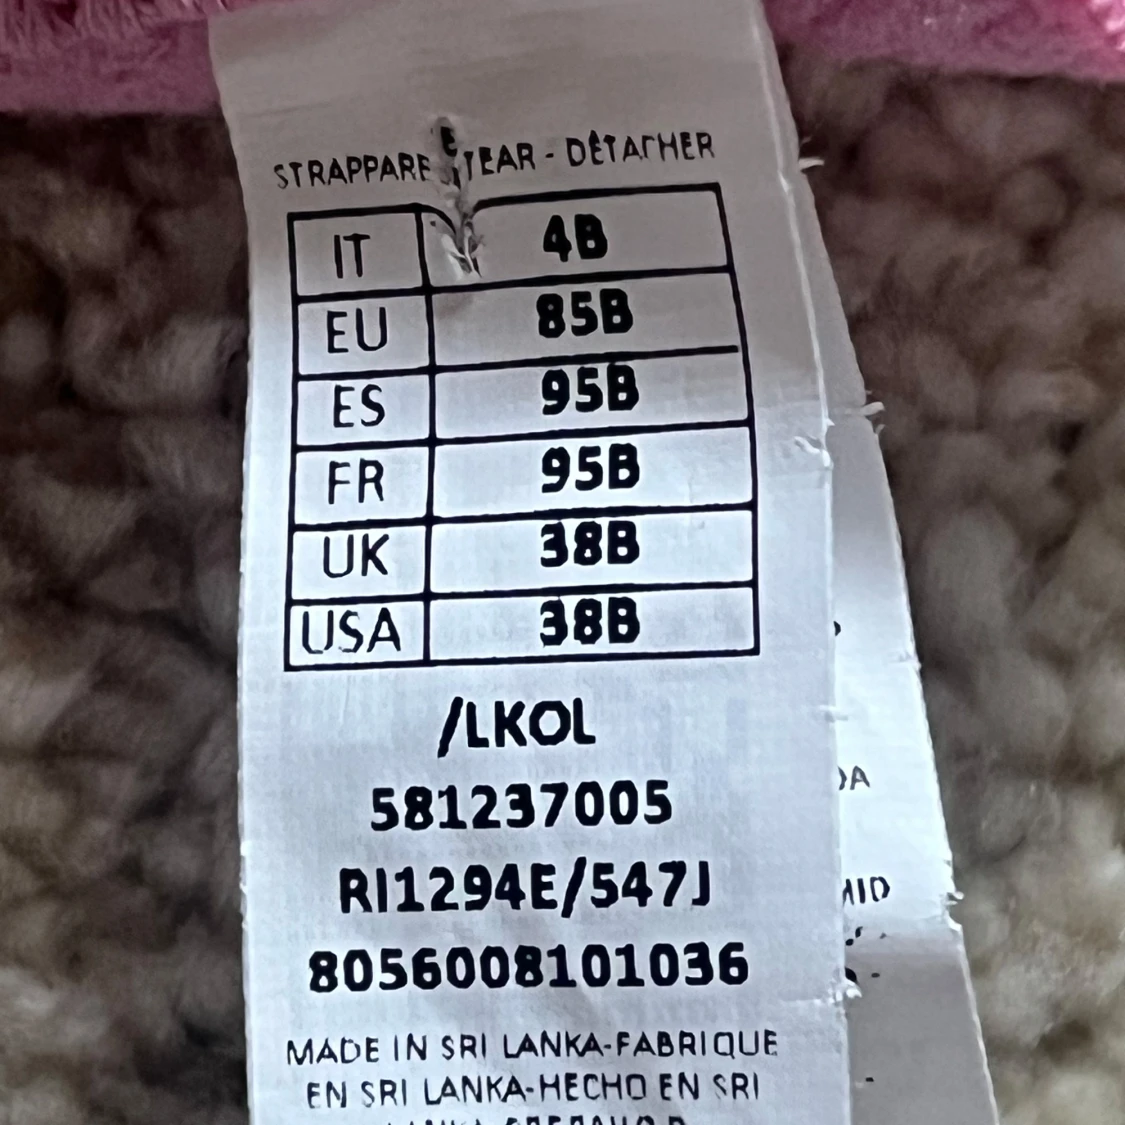 STRAPPARE - TEAR - DÉTACHER
IT 4B
EU 85B
ES 95B
FR 95B
UK 38B
USA 38B
/LKOL
581237005
RI1294E/547J
8056008101036
MADE IN SRI LANKA-FABRIQUE
EN SRI LANKA-HECHO EN SRI